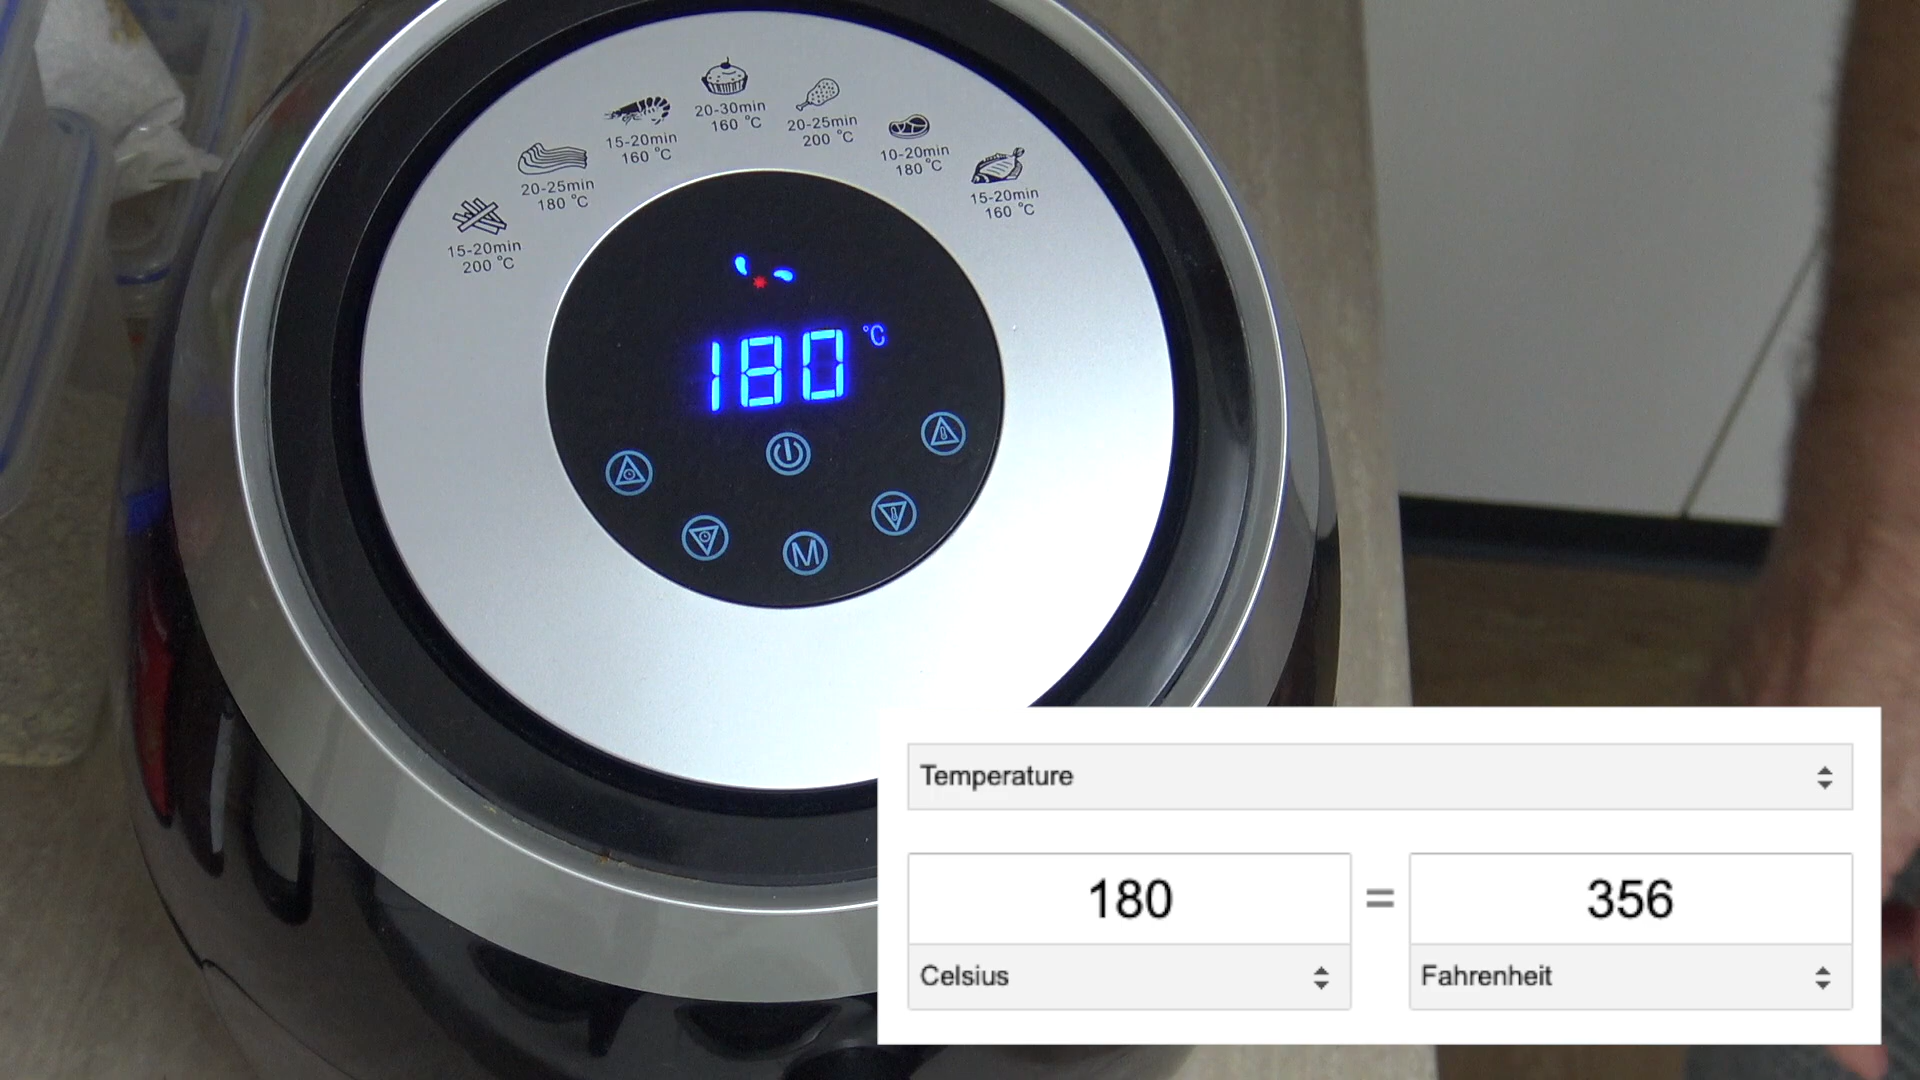 15-20min
200 °C
20-25min
180 °C
15-20min
160 °C
20-30min
160 °C
20-25min
200 °C
10-20min
180 °C
15-20min
160 °C
180 °C
M
Temperature
180 = 356
Celsius
Fahrenheit